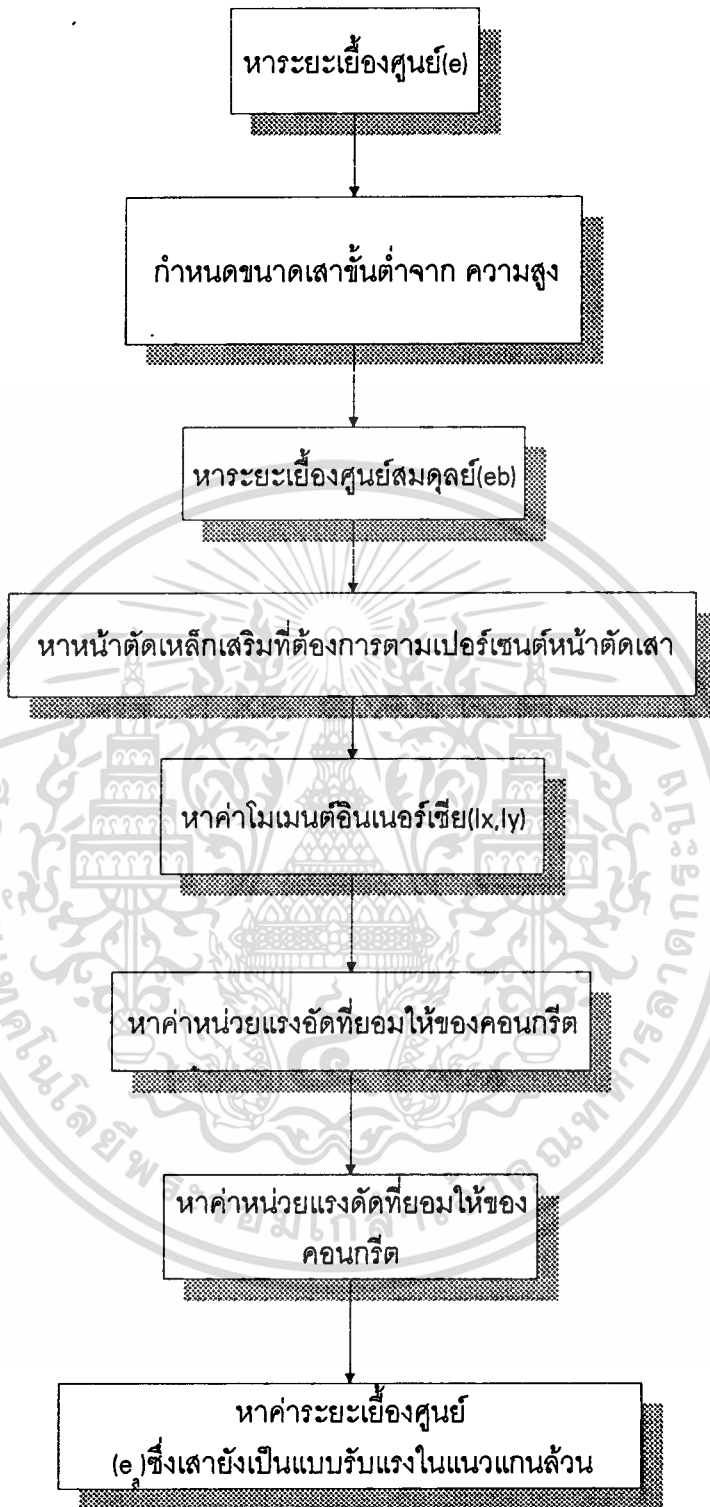 หาระยะเยื้องศูนย์(e)
กำหนดขนาดเสาขั้นต่ำจาก ความสูง
หาระยะเยื้องศูนย์สมดุลย์(eb)
หาหน้าตัดเหล็กเสริมที่ต้องการตามเปอร์เซนต์หน้าตัดเสา
หาค่าโมเมนต์อินเนอร์เซีย(Ix,Iy)
หาค่าหน่วยแรงอัดที่ยอมให้ของคอนกรีต
หาค่าหน่วยแรงดัดที่ยอมให้ของ
คอนกรีต
หาค่าระยะเยื้องศูนย์
(eₐ)ซึ่งเสายังเป็นแบบรับแรงในแนวแกนล้วน